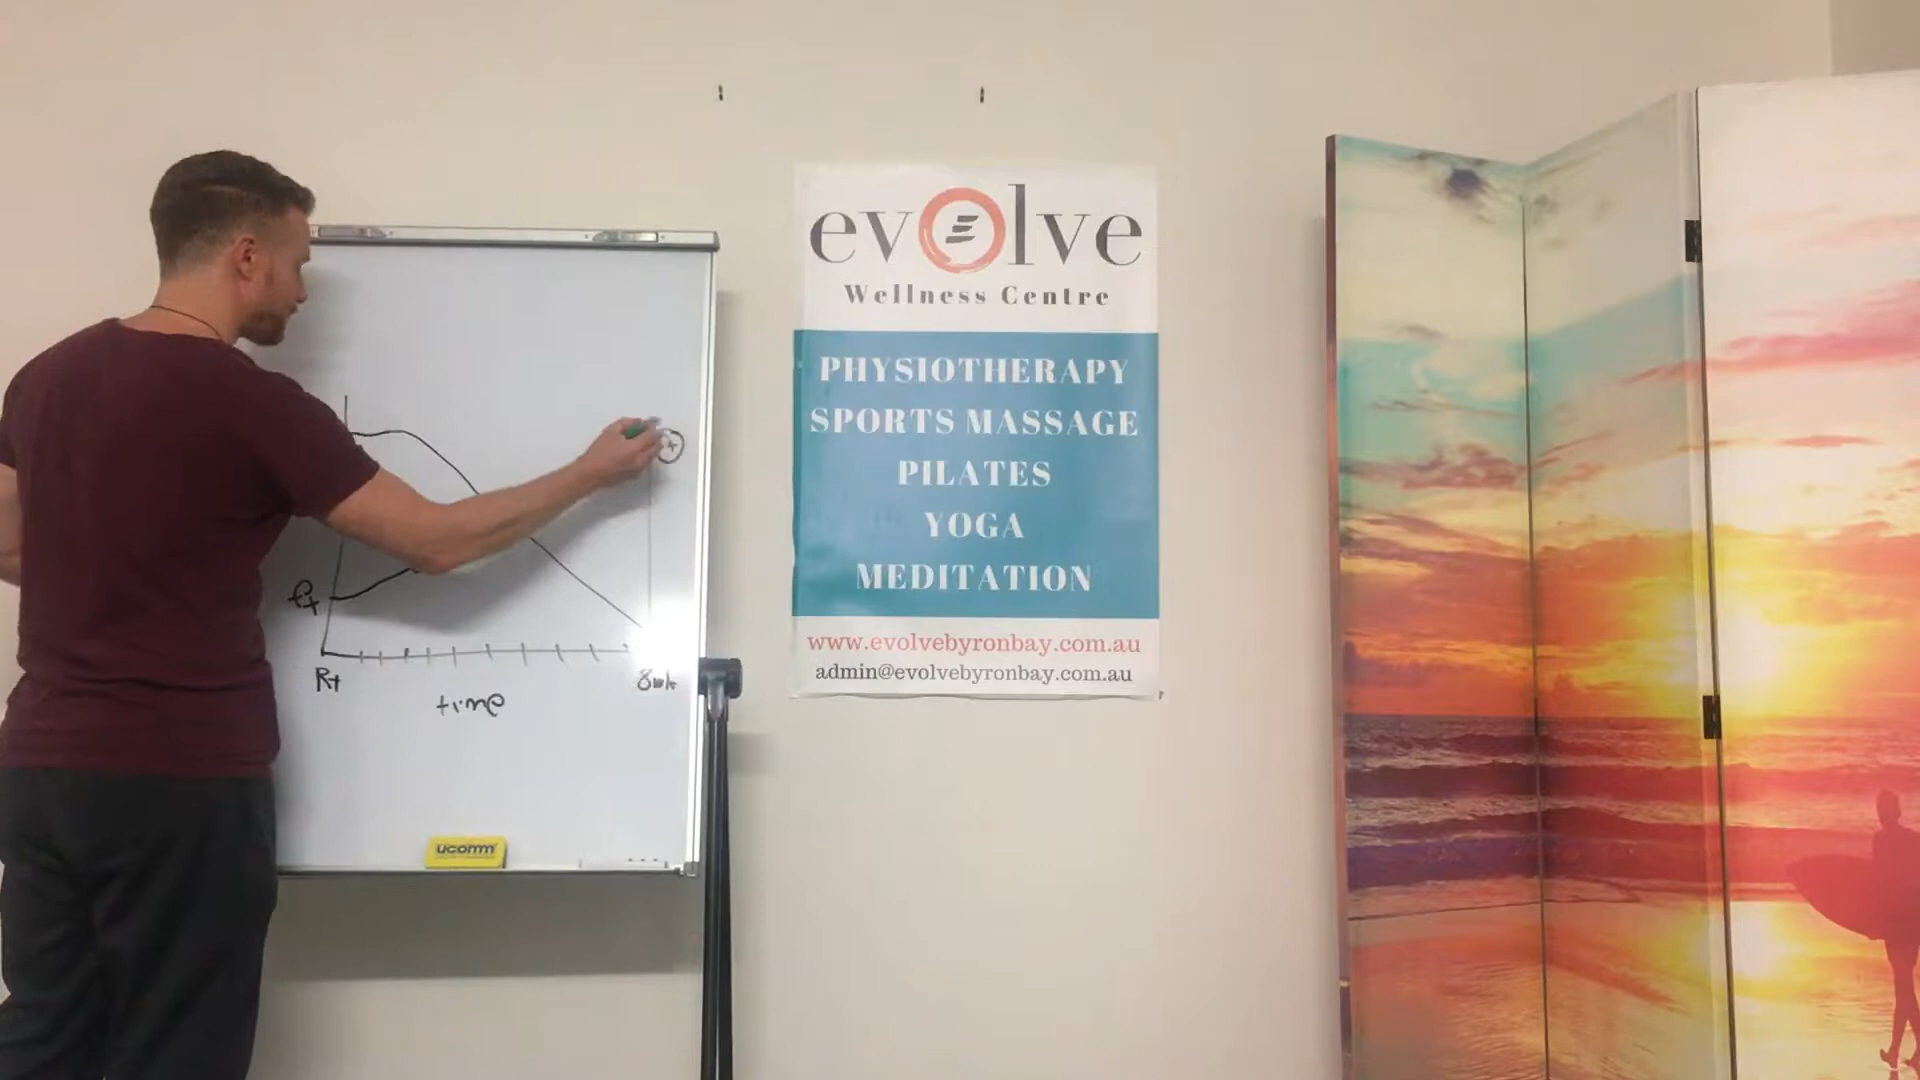 evolve
Wellness Centre
PHYSIOTHERAPY
SPORTS MASSAGE
PILATES
YOGA
MEDITATION
www.evolvebyronbay.com.au
admin@evolvebyronbay.com.au
Rt
time
ucomm